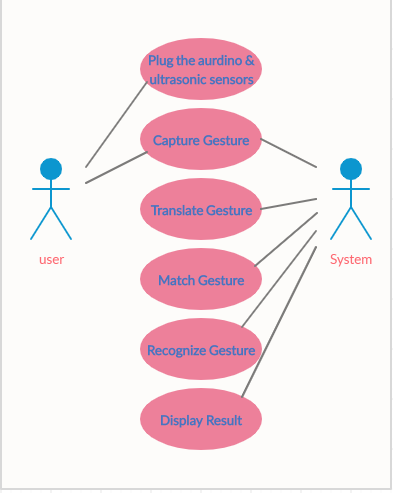 Plug the aurdino &
ultrasonic sensors
Capture Gesture
Translate Gesture
Match Gesture
Recognize Gesture
Display Result
user
System